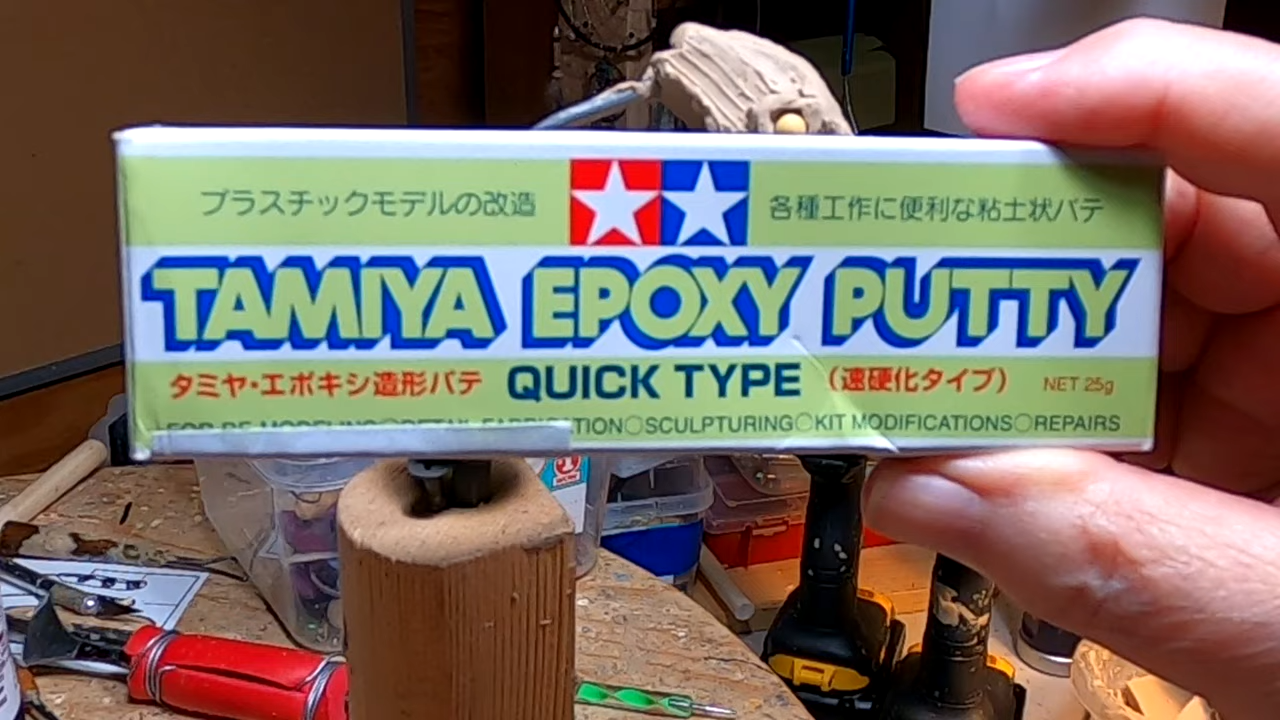 プラスチックモデルの改造
各種工作に便利な粘土状パテ
TAMIYA EPOXY PUTTY
タミヤ・エポキシ造形パテ QUICK TYPE (速硬化タイプ) NET 25g
SCULPTURING○KIT MODIFICATIONS○REPAIRS